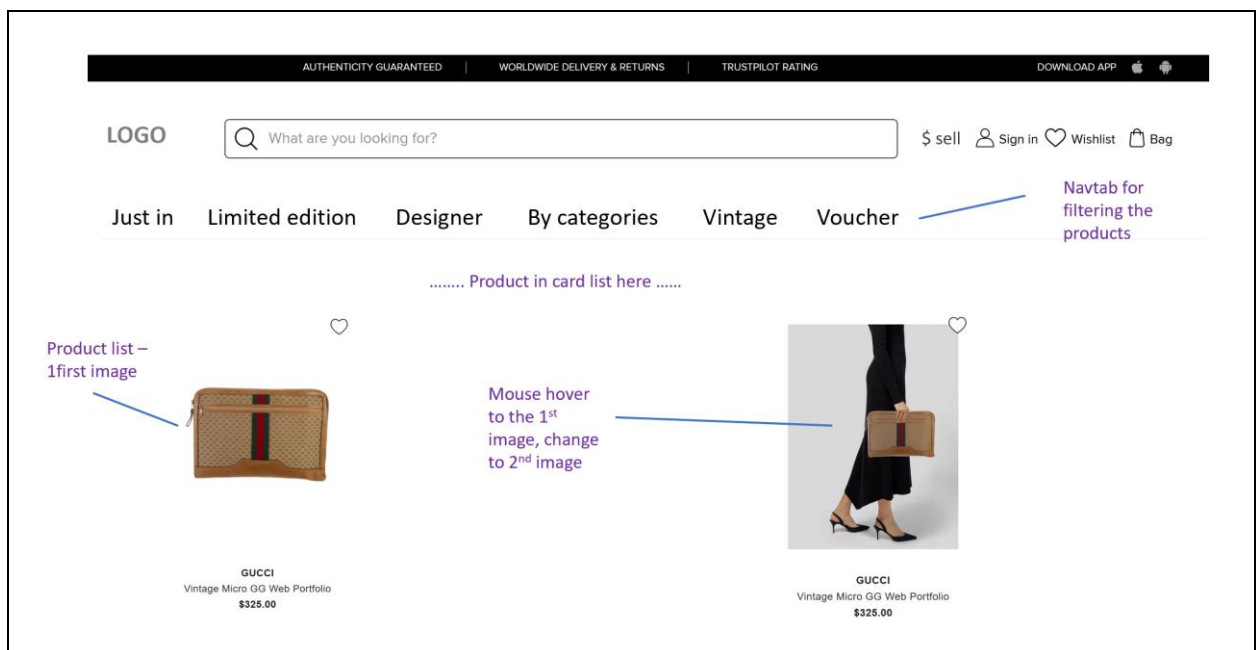 AUTHENTICITY GUARANTEED | WORLDWIDE DELIVERY & RETURNS | TRUSTPILOT RATING DOWNLOAD APP
LOGO What are you looking for? $ sell Sign in Wishlist Bag
Just in Limited edition Designer By categories Vintage Voucher
Navtab for
filtering the
products
........ Product in card list here ......
Product list –
1first image
Mouse hover
to the 1st
image, change
to 2nd image
GUCCI
Vintage Micro GG Web Portfolio
$325.00
GUCCI
Vintage Micro GG Web Portfolio
$325.00